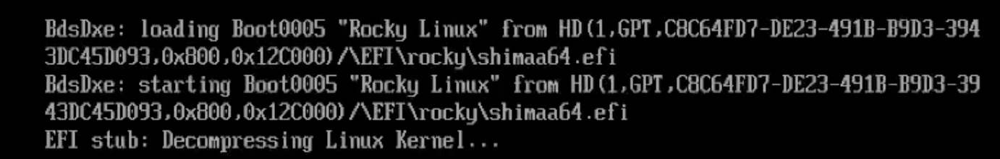 BdsDxe: loading Boot0005 "Rocky Linux" from HD(1,GPT,C8C64FD7-DE23-491B-B9D3-394
3DC45D093,0x800,0x12C000)/\EFI\rocky\shimaa64.efi
BdsDxe: starting Boot0005 "Rocky Linux" from HD(1,GPT,C8C64FD7-DE23-491B-B9D3-39
43DC45D093,0x800,0x12C000)/\EFI\rocky\shimaa64.efi
EFI stub: Decompressing Linux Kernel...